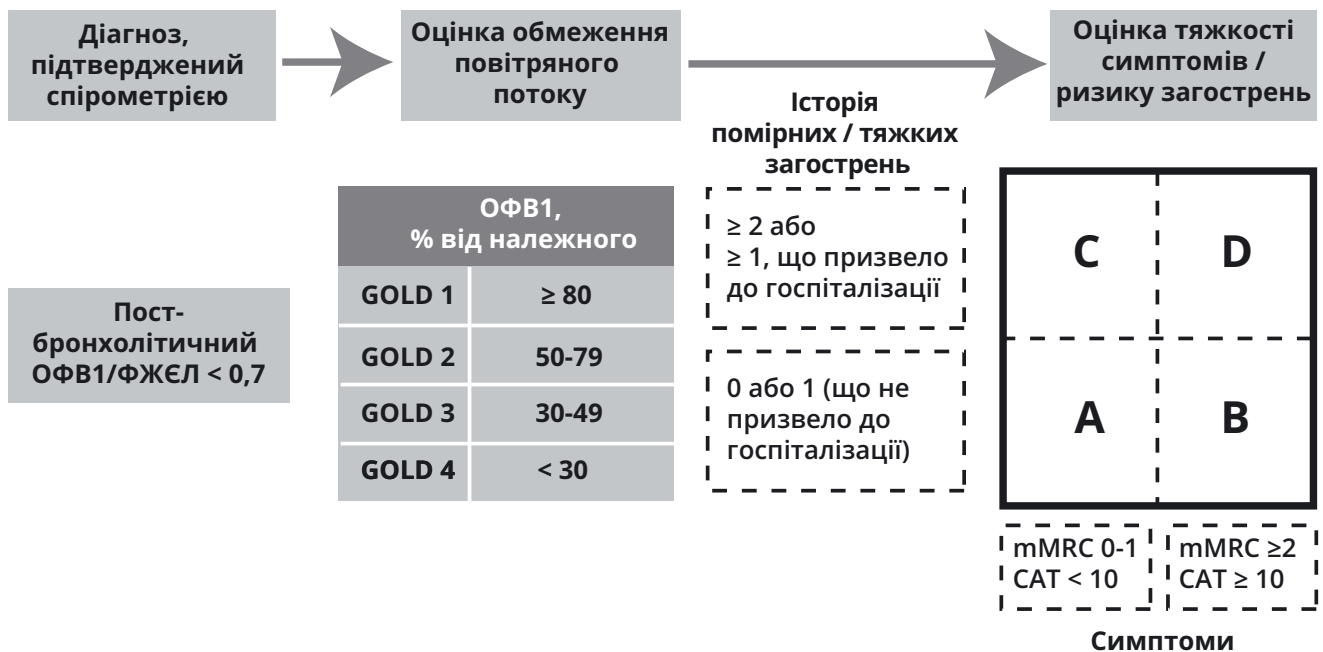 Діагноз,
підтверджений
спірометрією
Оцінка обмеження
повітряного
потоку
Оцінка тяжкості
симптомів /
ризику загострень
Історія
помірних / тяжких
загострень
Пост-
бронхолітичний
ОФВ1/ФЖЄЛ < 0,7
ОФВ1,
% від належного
GOLD 1 ≥ 80
GOLD 2 50-79
GOLD 3 30-49
GOLD 4 < 30
≥ 2 або
≥ 1, що призвело
до госпіталізації
0 або 1 (що не
призвело до
госпіталізації)
C D
A B
mMRC 0-1
CAT < 10
mMRC ≥2
CAT ≥ 10
Симптоми